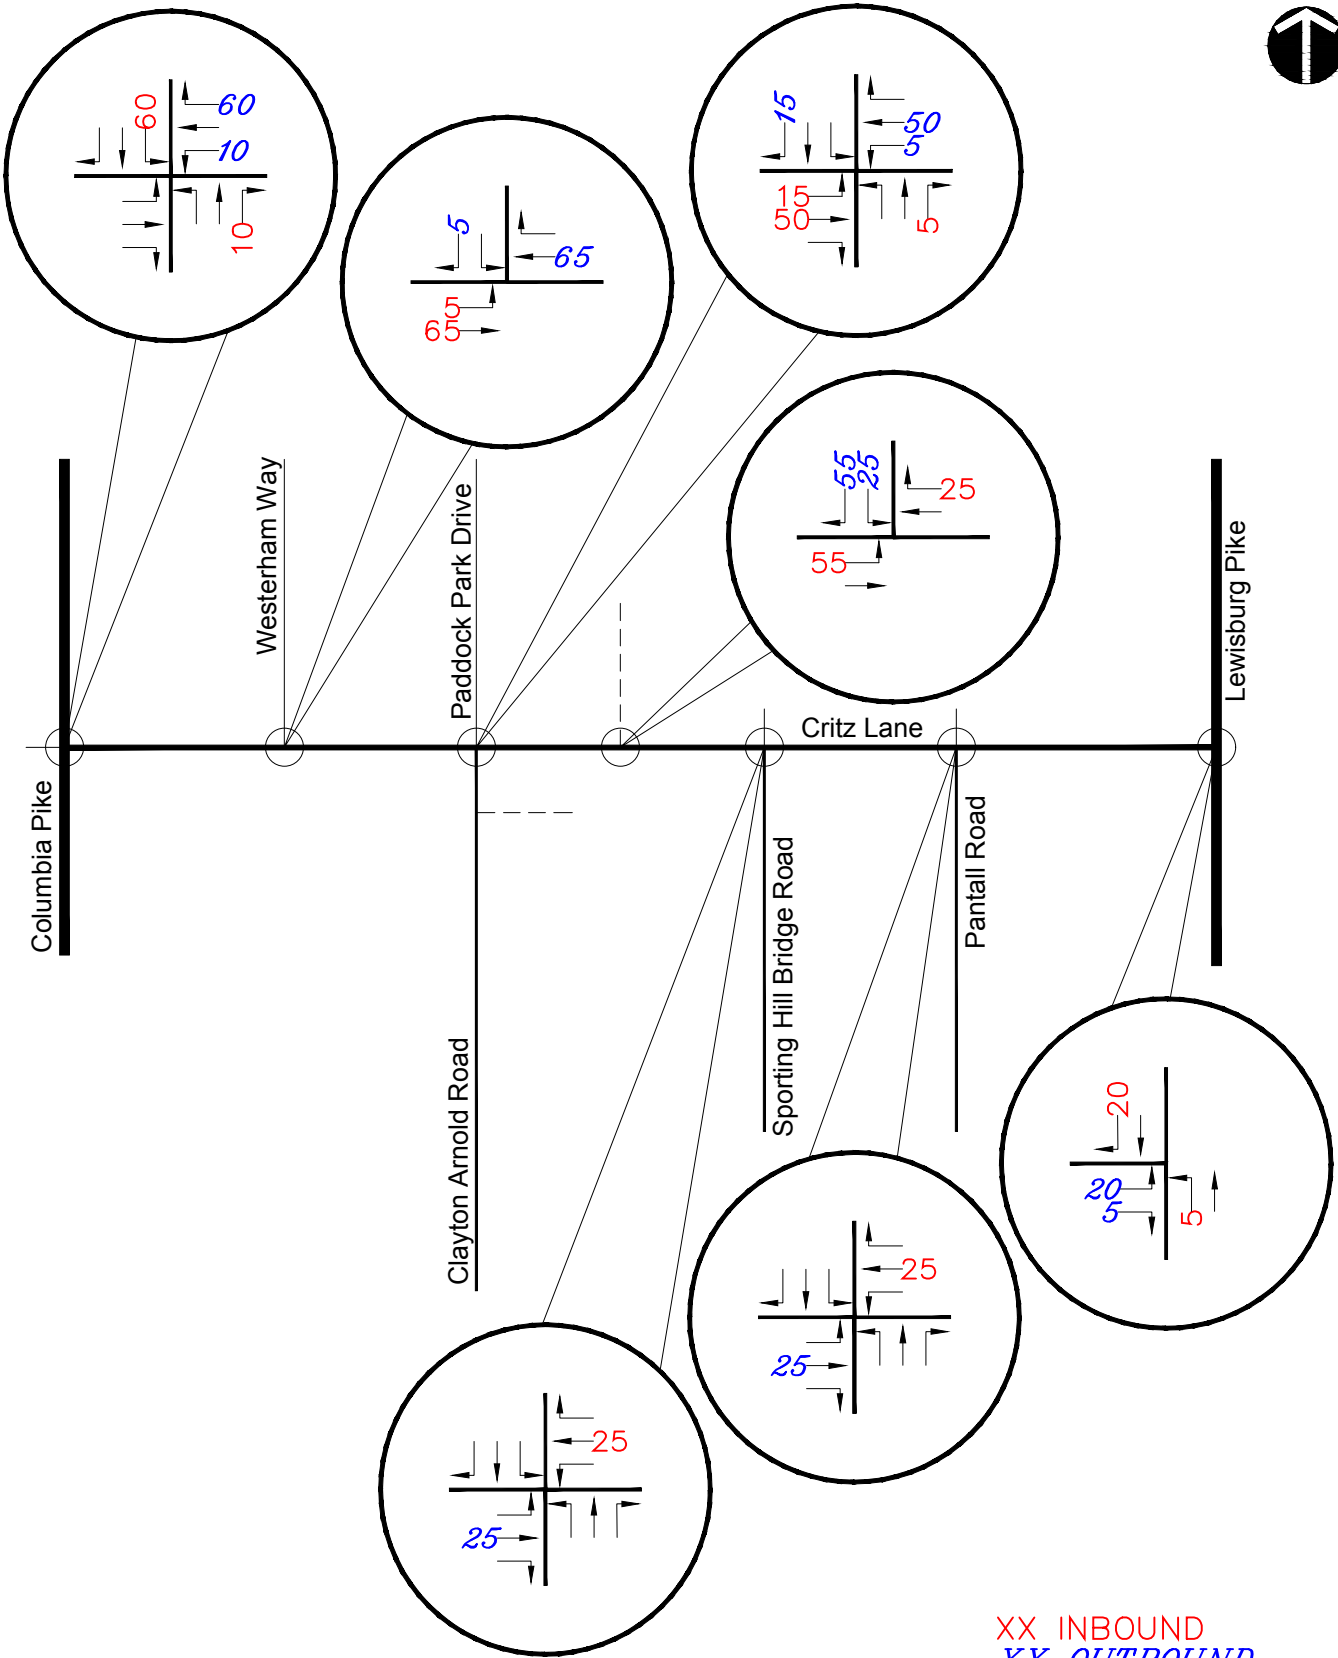 60
60
10
10
5
65
5
65
15
50
5
15
50
5
55
25
25
55
Westerham Way
Paddock Park Drive
Lewisburg Pike
Critz Lane
Columbia Pike
Clayton Arnold Road
Sporting Hill Bridge Road
Pantall Road
20
20
5
5
25
25
25
25
XX INBOUND
XX OUTBOUND